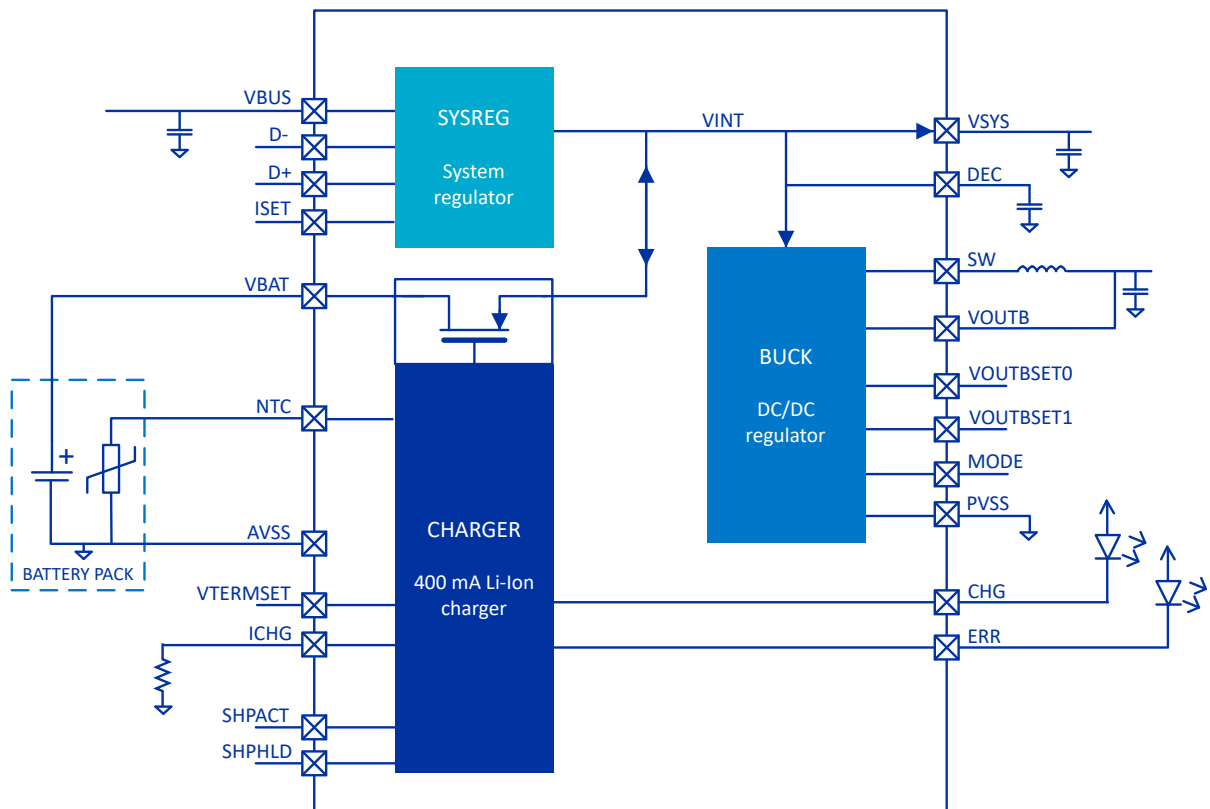 VBUS
D-
D+
ISET
VBAT
NTC
AVSS
VTERMSET
ICHG
SHPACT
SHPHLD
+
BATTERY PACK
SYSREG
System
regulator
CHARGER
400 mA Li-Ion
charger
VINT
BUCK
DC/DC
regulator
VSYS
DEC
SW
VOUTB
VOUTBSET0
VOUTBSET1
MODE
PVSS
CHG
ERR